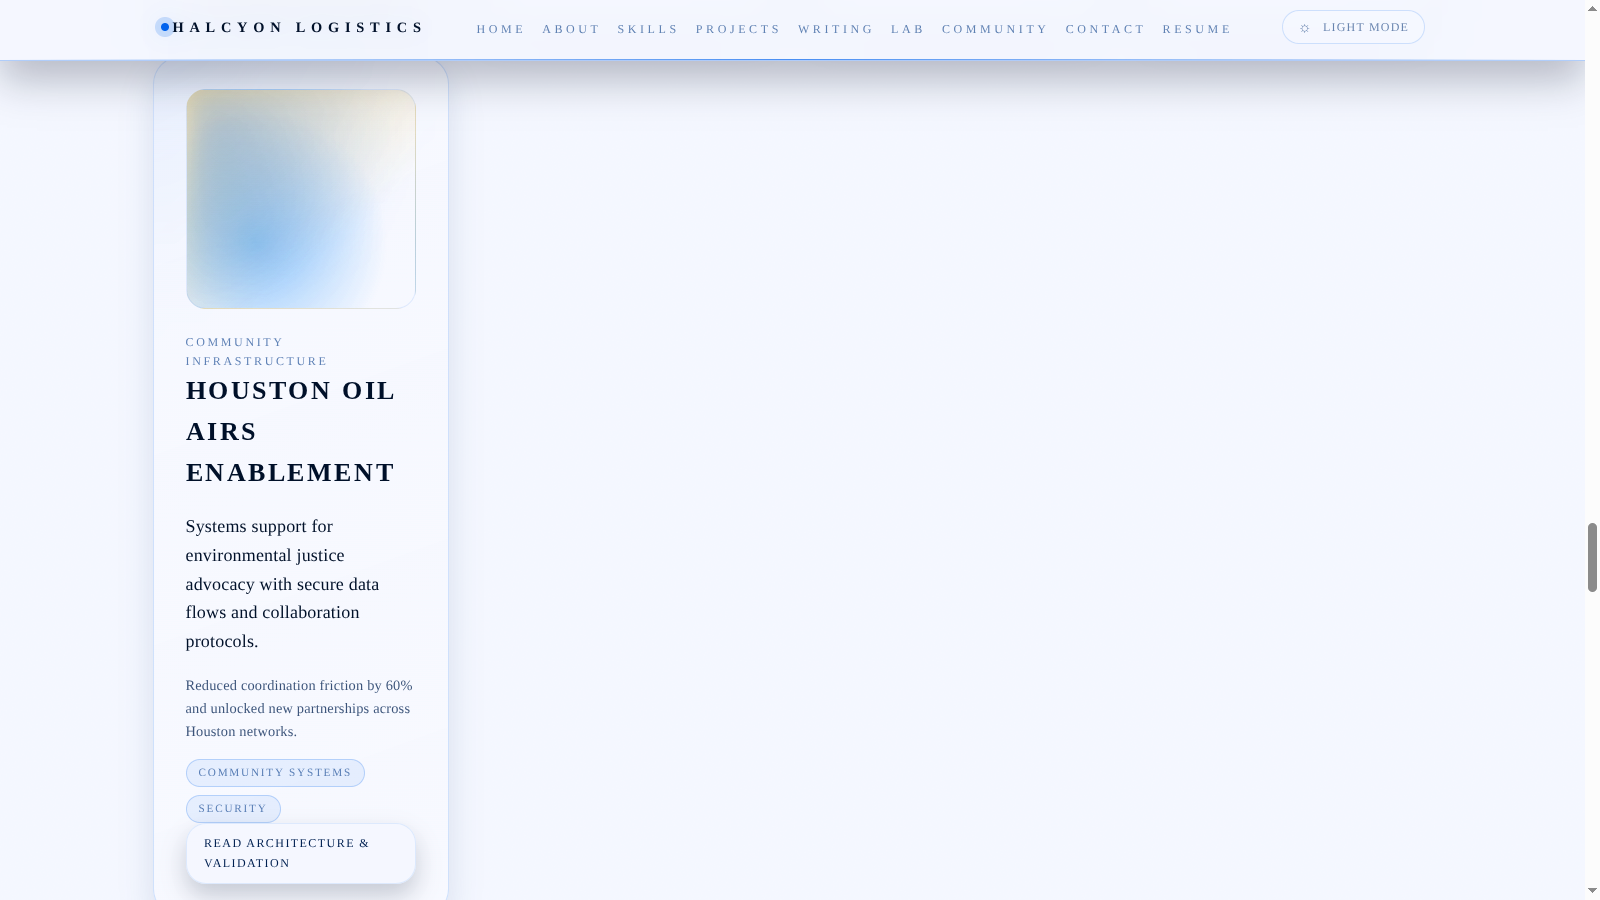 HALCYON LOGISTICS
HOME ABOUT SKILLS PROJECTS WRITING LAB COMMUNITY CONTACT RESUME
LIGHT MODE
COMMUNITY
INFRASTRUCTURE
HOUSTON OIL
AIRS
ENABLEMENT
Systems support for
environmental justice
advocacy with secure data
flows and collaboration
protocols.
Reduced coordination friction by 60%
and unlocked new partnerships across
Houston networks.
COMMUNITY SYSTEMS
SECURITY
READ ARCHITECTURE &
VALIDATION